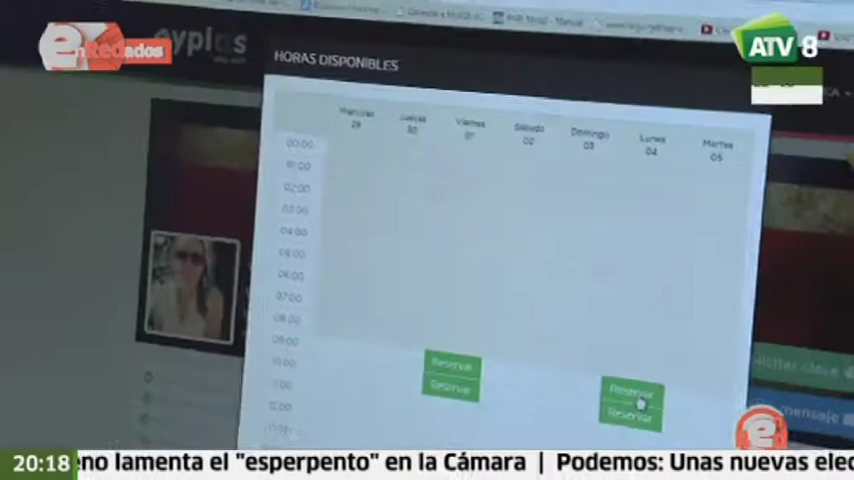 enRedados
ATV 8
HORAS DISPONIBLES
Miercoles 29
Jueves 30
Viernes 01
Sábado 02
Domingo 03
Lunes 04
Martes 05
00:00
01:00
02:00
03:00
04:00
05:00
06:00
07:00
08:00
09:00
10:00
11:00
12:00
Reservar
Reservar
Reservar
Reservar
mensaje
20:18
eno lamenta el "esperpento" en la Cámara | Podemos: Unas nuevas elec